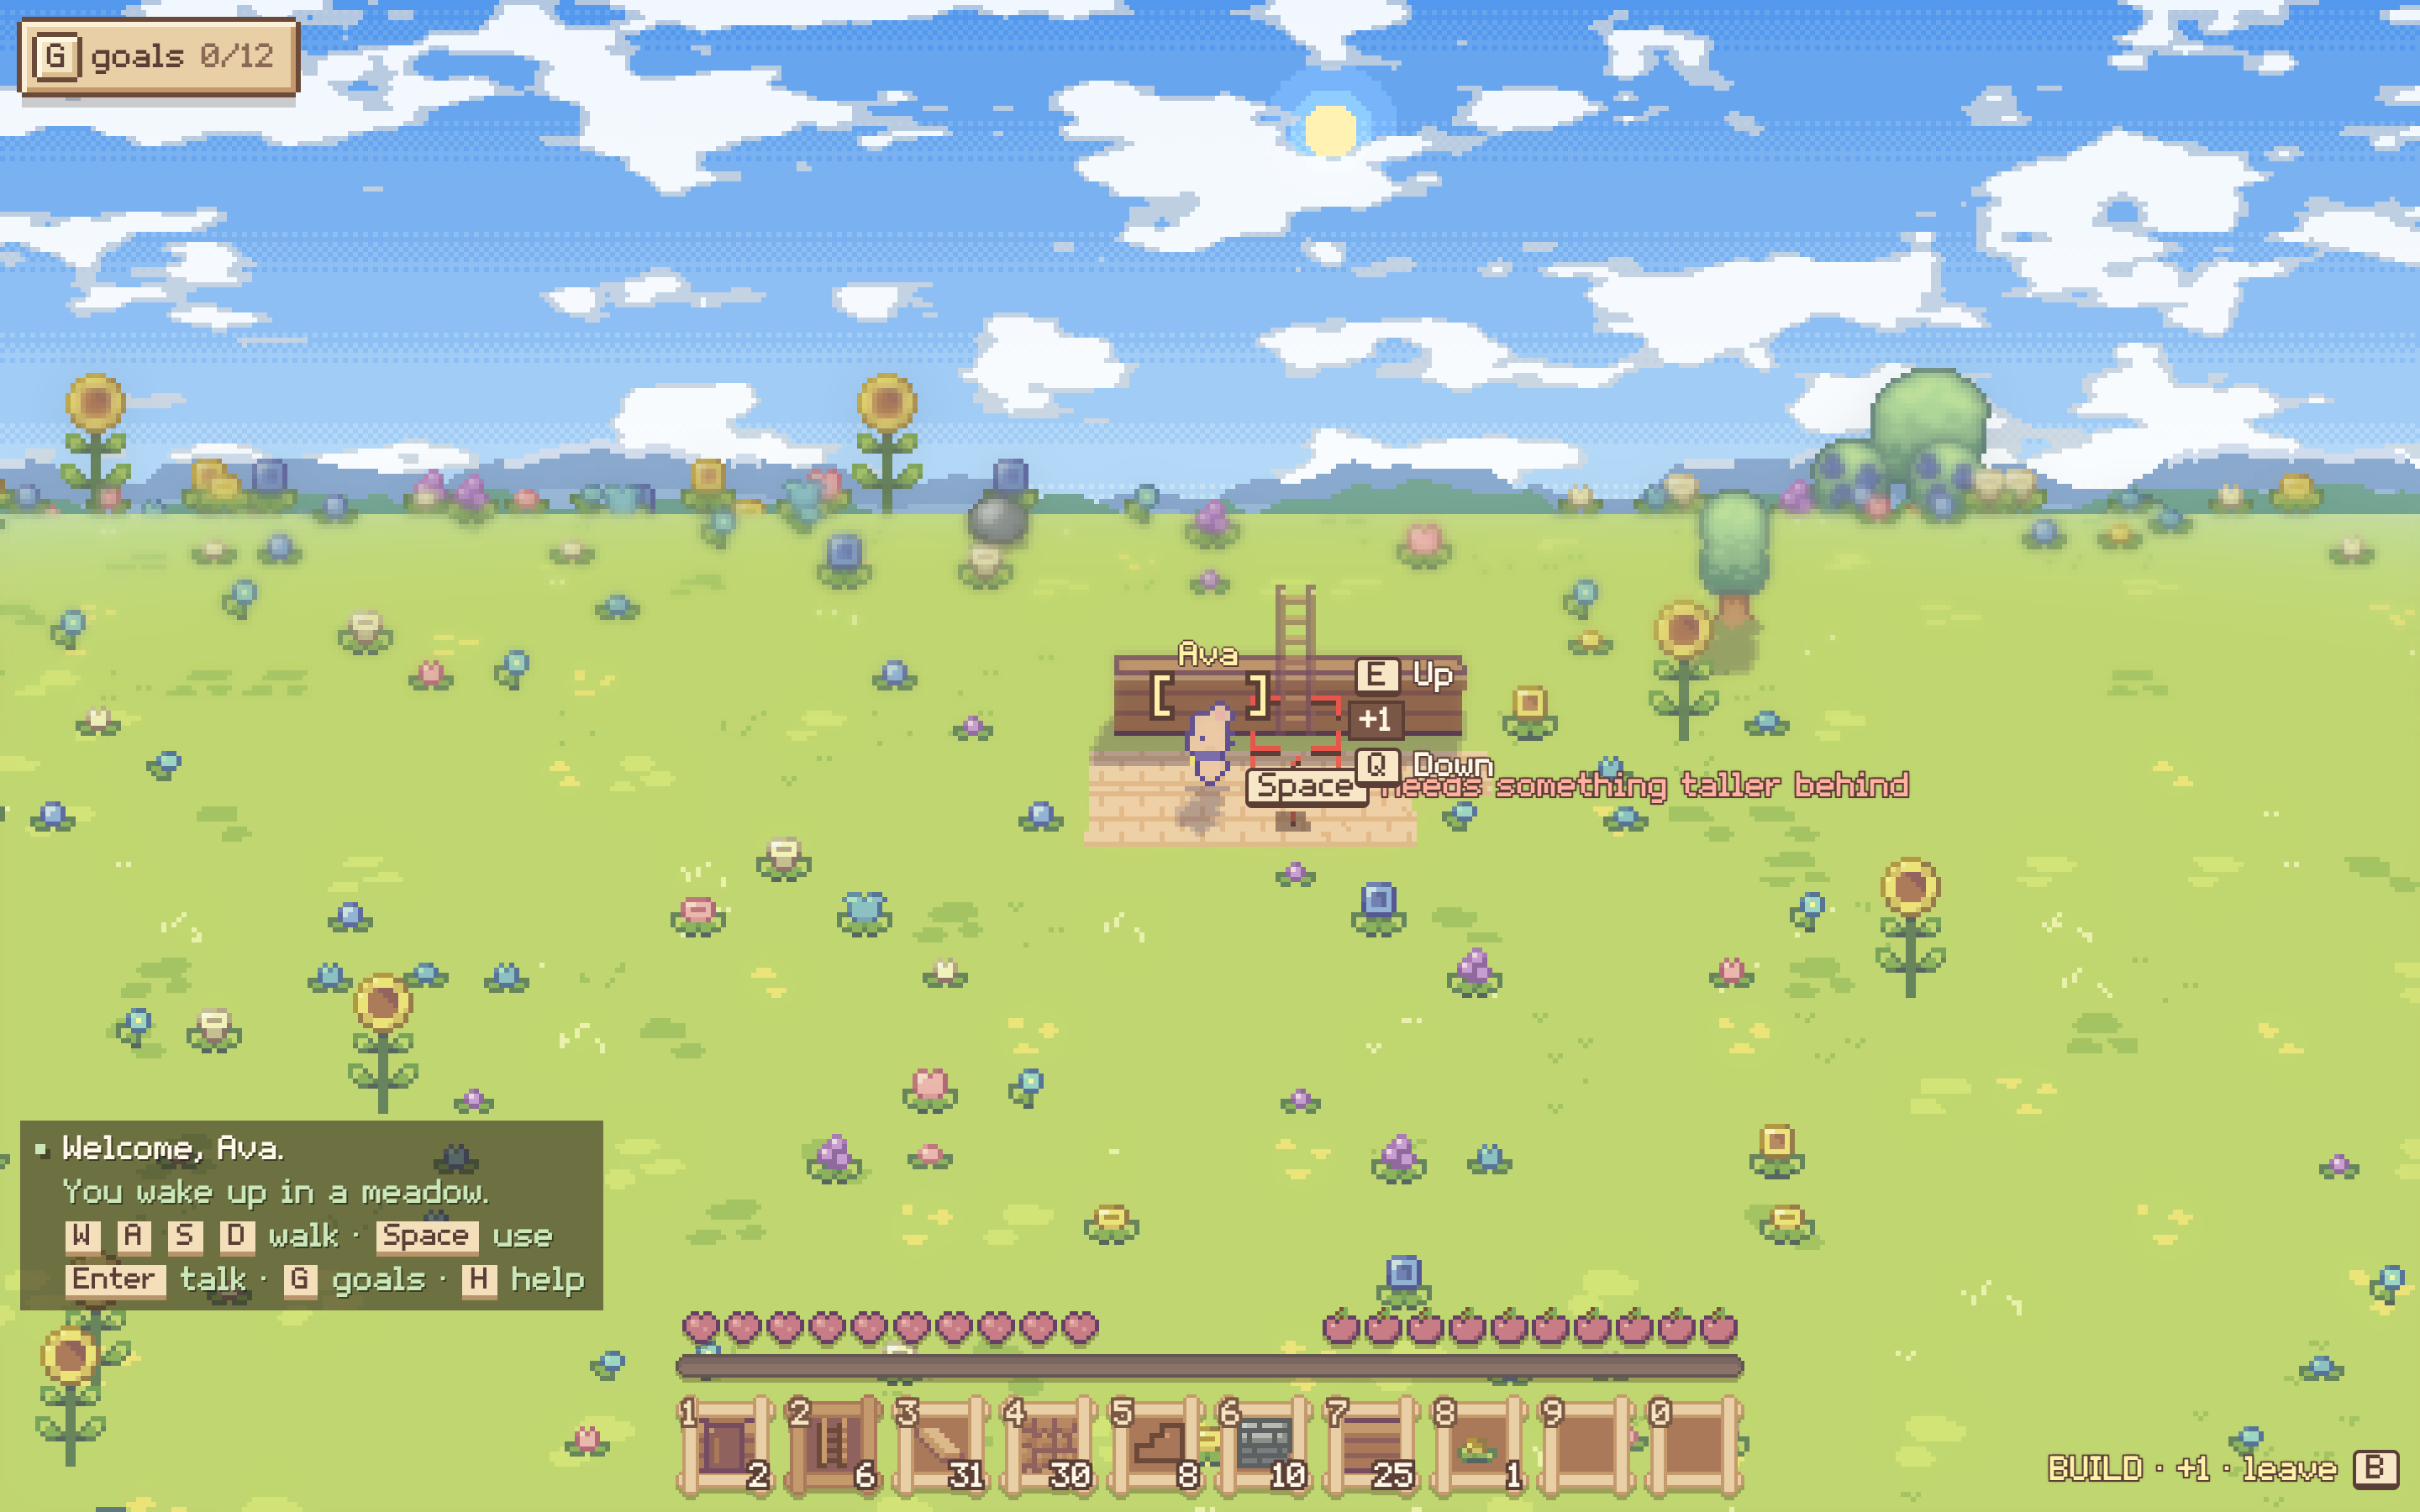 G goals 0/12
Ava
E Up
+1
Q Down
Space needs something taller behind
Welcome, Ava.
You wake up in a meadow.
W A S D walk · Space use
Enter talk · G goals · H help
1 2 3 4 5 6 7 8 9 0
2 6 31 30 8 10 25 1
BUILD · +1 · leave B